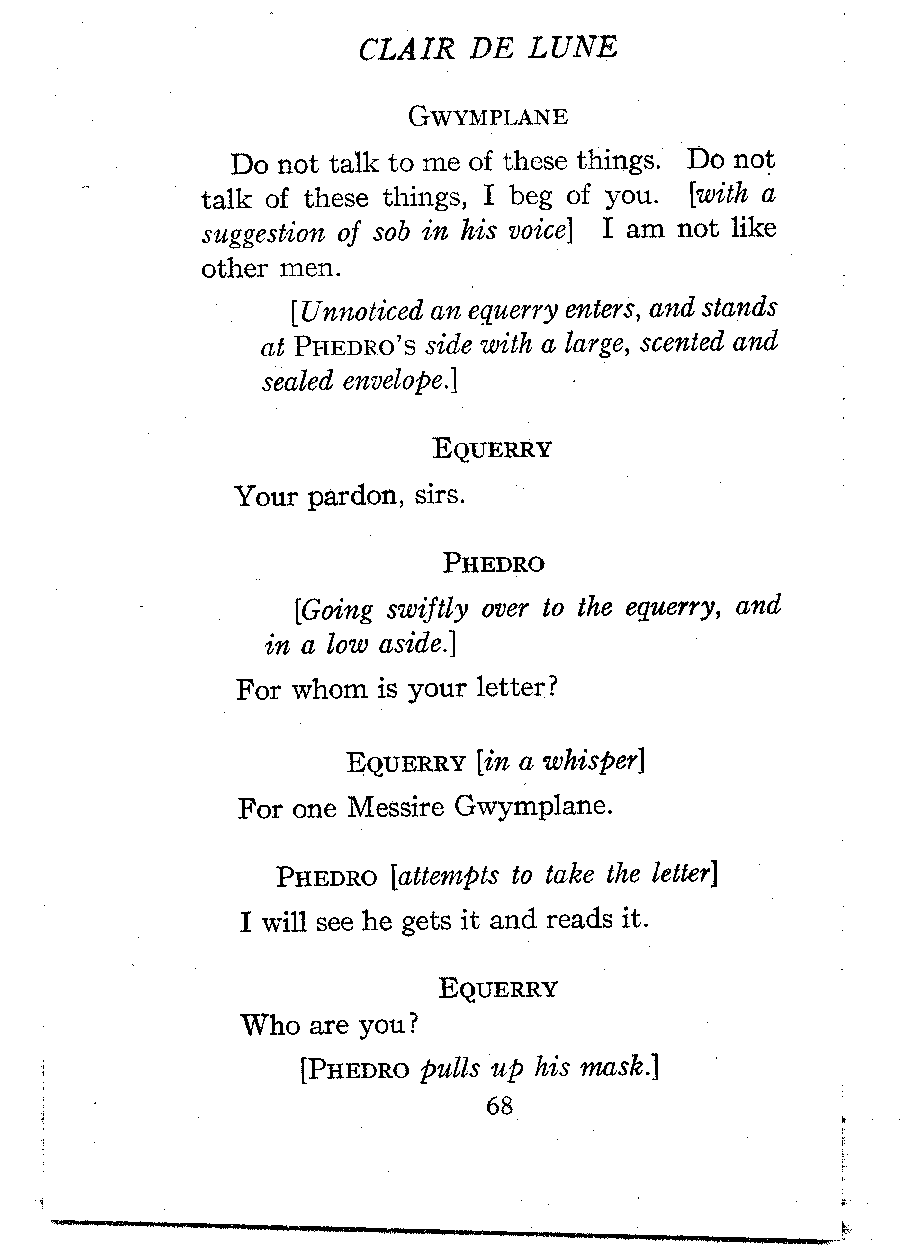 CLAIR DE LUNE
GWYMPLANE
Do not talk to me of these things. Do not
talk of these things, I beg of you. [with a
suggestion of sob in his voice] I am not like
other men.
[Unnoticed an equerry enters, and stands
at PHEDRO'S side with a large, scented and
sealed envelope.]
EQUERRY
Your pardon, sirs.
PHEDRO
[Going swiftly over to the equerry, and
in a low aside.]
For whom is your letter?
EQUERRY [in a whisper]
For one Messire Gwymplane.
PHEDRO [attempts to take the letter]
I will see he gets it and reads it.
EQUERRY
Who are you?
[PHEDRO pulls up his mask.]
68